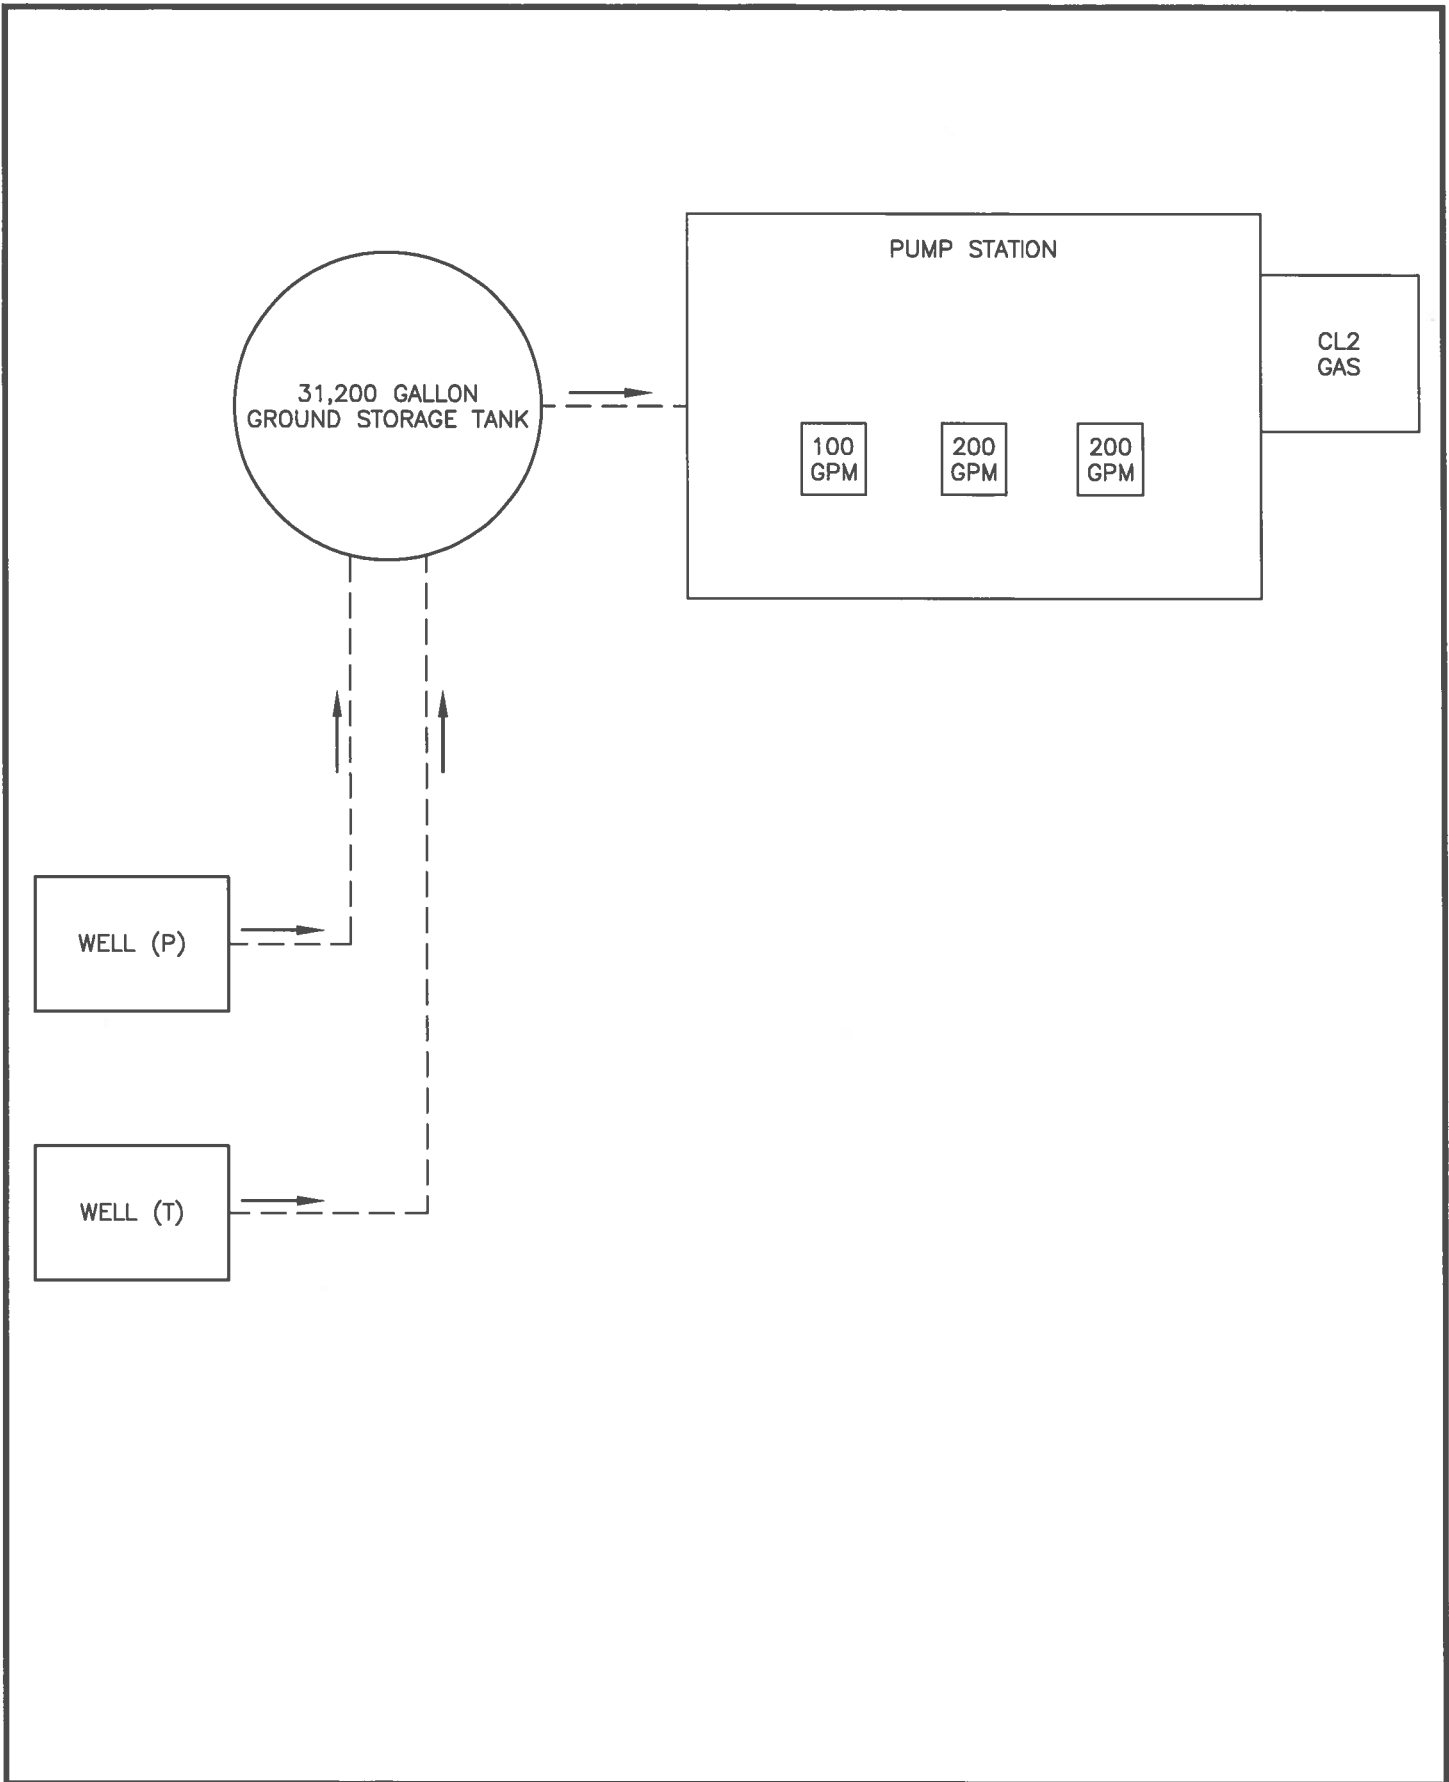 PUMP STATION
CL2
GAS
31,200 GALLON
GROUND STORAGE TANK
100
GPM
200
GPM
200
GPM
WELL (P)
WELL (T)